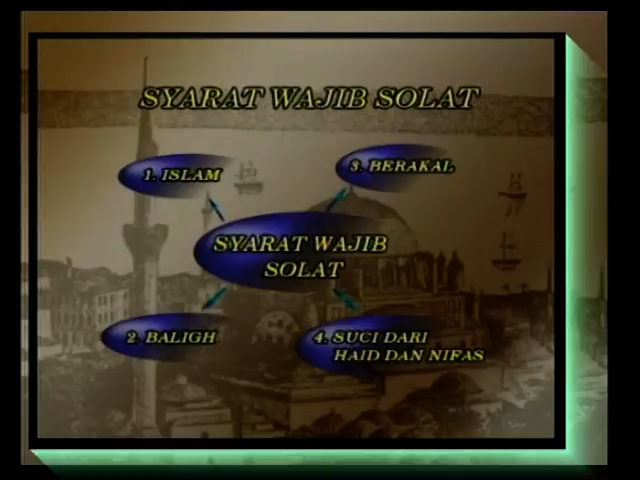 SYARAT WAJIB SOLAT
1. ISLAM
3. BERAKAL
SYARAT WAJIB
SOLAT
2. BALIGH
4. SUCI DARI
HAID DAN NIFAS